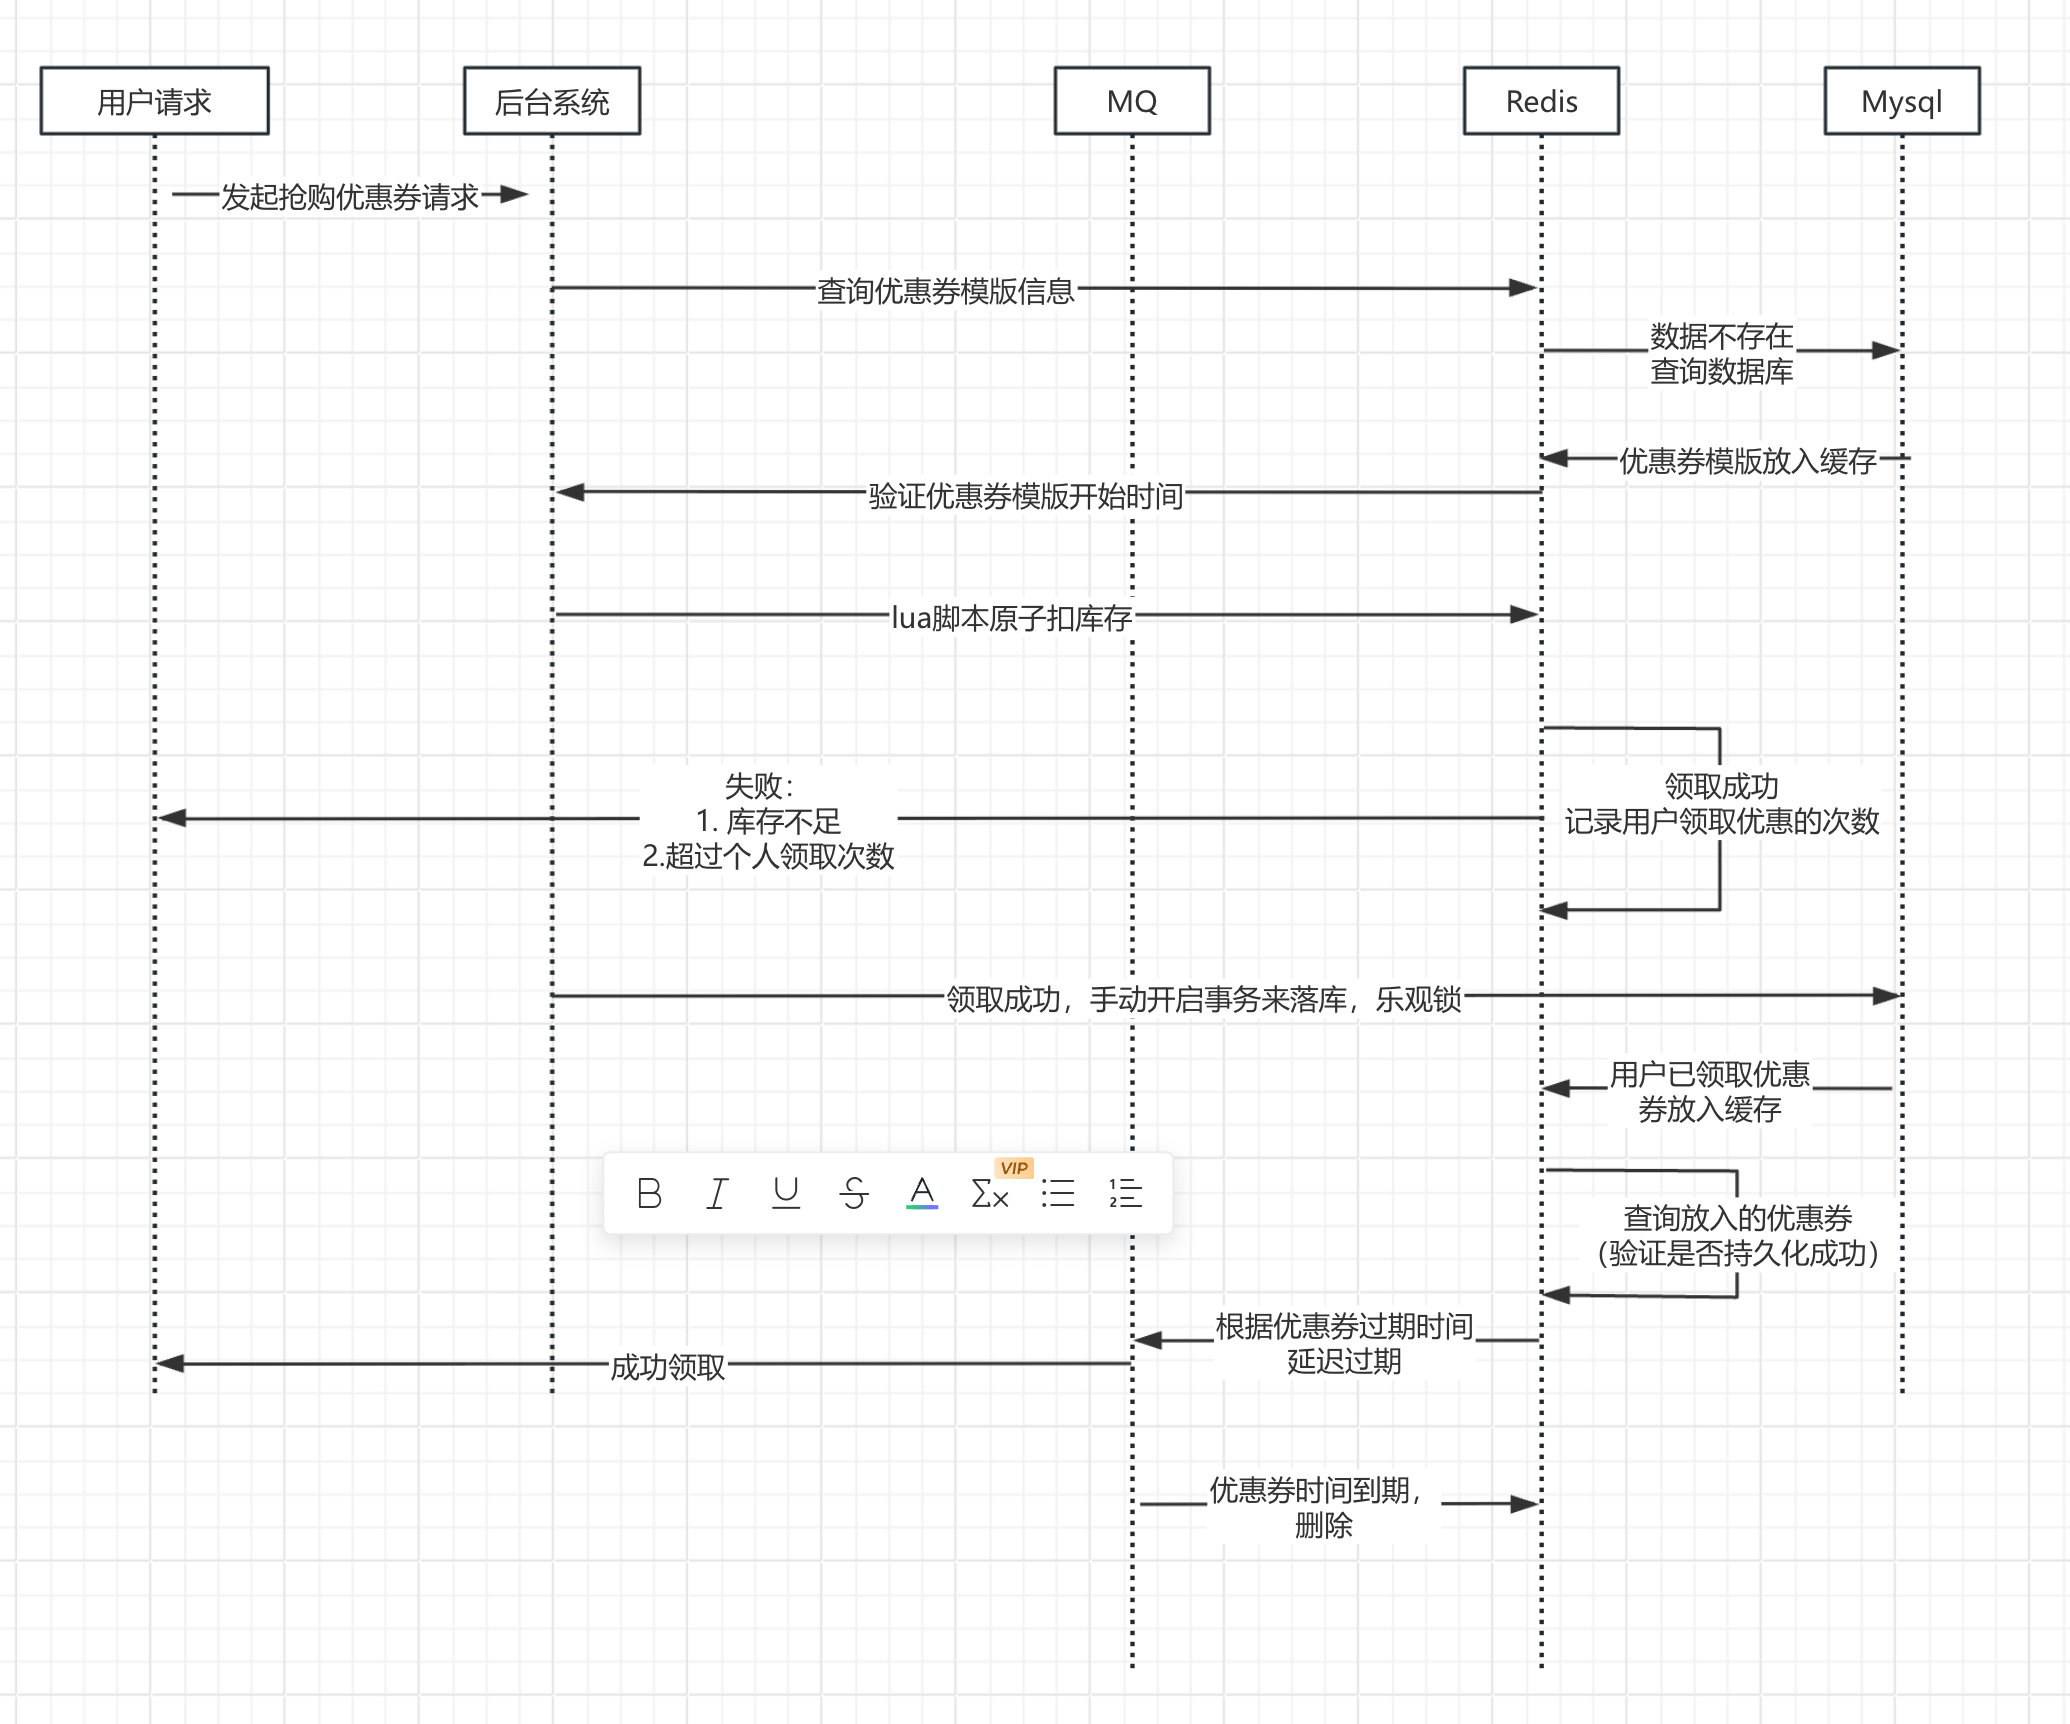 用户请求
后台系统
MQ
Redis
Mysql
发起抢购优惠券请求
查询优惠券模版信息
数据不存在
查询数据库
优惠券模版放入缓存
验证优惠券模版开始时间
lua脚本原子扣库存
失败：
1. 库存不足
2.超过个人领取次数
领取成功
记录用户领取优惠的次数
领取成功，手动开启事务来落库，乐观锁
用户已领取优惠
券放入缓存
B I U S A Σx VIP
查询放入的优惠券
（验证是否持久化成功）
根据优惠券过期时间
延迟过期
成功领取
优惠券时间到期，
删除